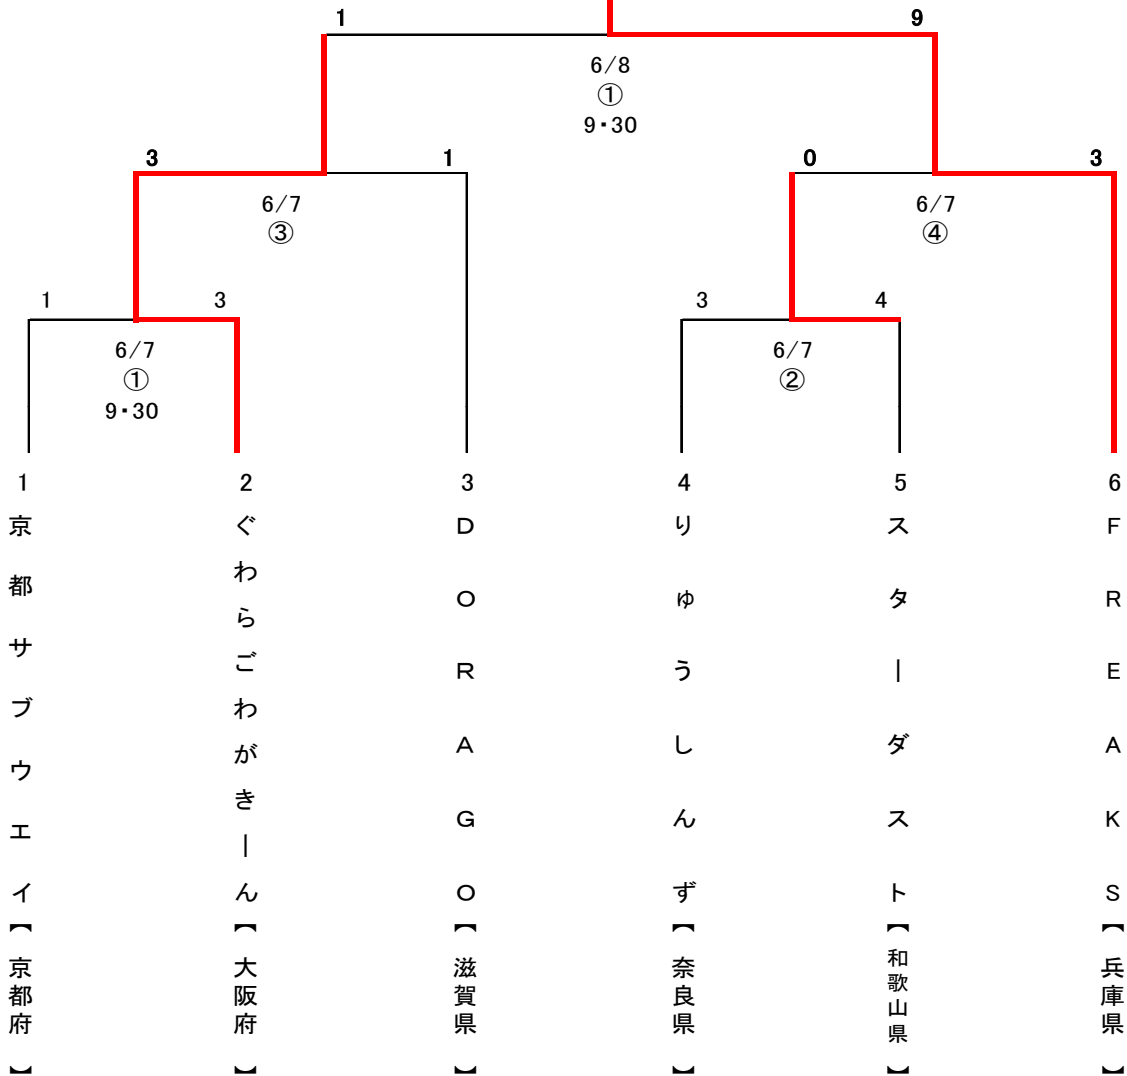 1 9
6/8
①
9・30
3 1 0 3
6/7 6/7
③ ④
1 3 3 4
6/7 6/7
① ②
9・30
1 2 3 4 5 6
京都サブウエイ【京都府】
ぐわらごわがきーん【大阪府】
DORAGO【滋賀県】
りゅうしんず【奈良県】
スターダスト【和歌山県】
FREAKS【兵庫県】